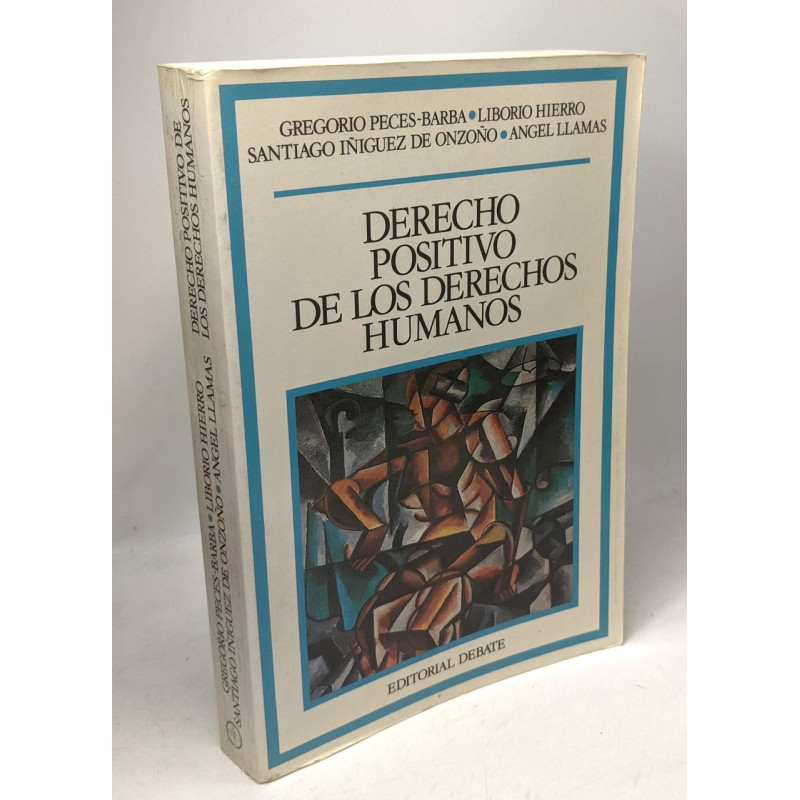 GREGORIO PECES-BARBA • LIBORIO HIERRO
SANTIAGO IÑIGUEZ DE ONZOÑO • ANGEL LLAMAS
DERECHO
POSITIVO
DE LOS DERECHOS
HUMANOS
EDITORIAL DEBATE
DERECHO POSITIVO DE
LOS DERECHOS HUMANOS
GREGORIO PECES-BARBA • LIBORIO HIERRO
SANTIAGO IÑIGUEZ DE ONZOÑO • ANGEL LLAMAS